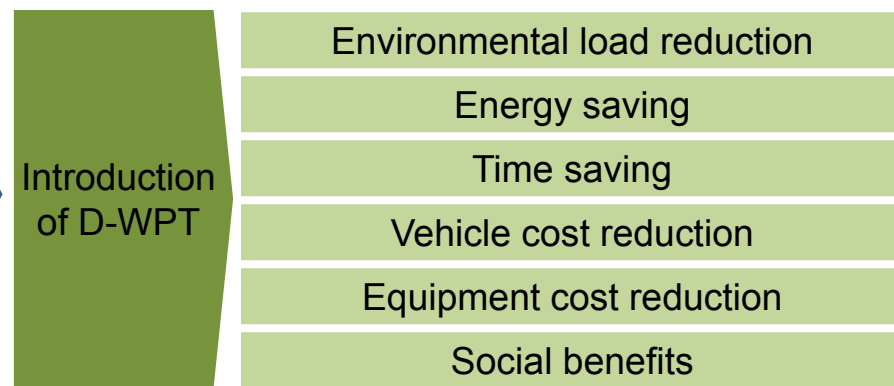 Introduction
of D-WPT
Environmental load reduction
Energy saving
Time saving
Vehicle cost reduction
Equipment cost reduction
Social benefits